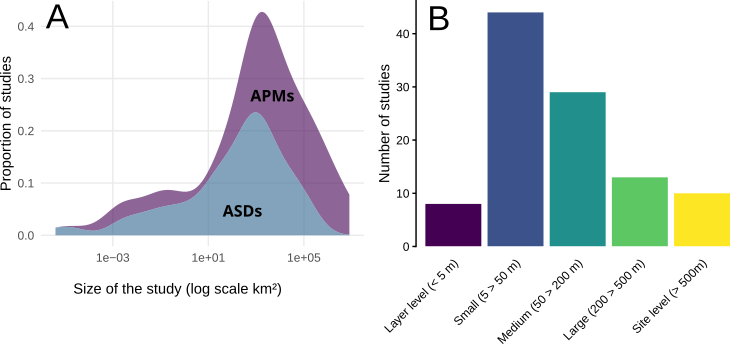 A
Proportion of studies
0.4
0.3
0.2
0.1
0.0
APMs
ASDs
1e−03
1e+01
1e+05
Size of the study (log scale km²)
B
Number of studies
40
30
20
10
0
Layer level (< 5 m)
Small (5 > 50 m)
Medium (50 > 200 m)
Large (200 > 500 m)
Site level (> 500m)